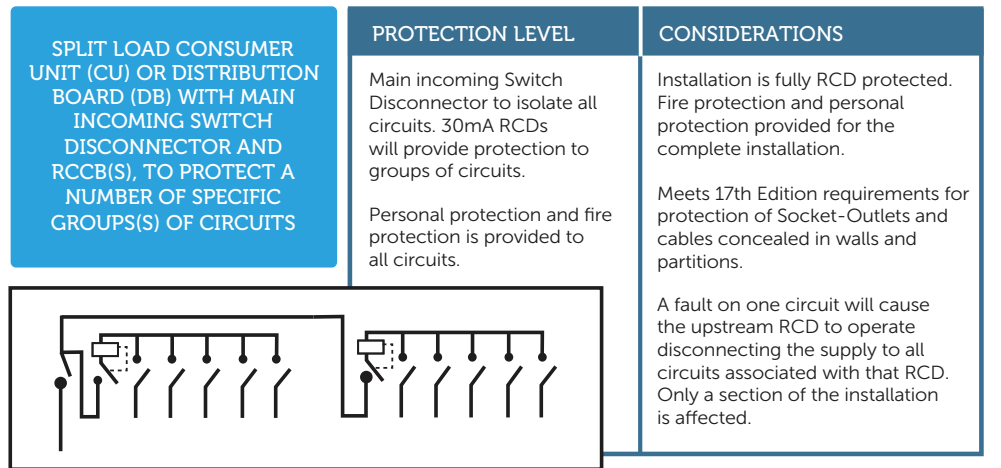 SPLIT LOAD CONSUMER
UNIT (CU) OR DISTRIBUTION
BOARD (DB) WITH MAIN
INCOMING SWITCH
DISCONNECTOR AND
RCCB(S), TO PROTECT A
NUMBER OF SPECIFIC
GROUPS(S) OF CIRCUITS
PROTECTION LEVEL
Main incoming Switch
Disconnector to isolate all
circuits. 30mA RCDs
will provide protection to
groups of circuits.
Personal protection and fire
protection is provided to
all circuits.
CONSIDERATIONS
Installation is fully RCD protected.
Fire protection and personal
protection provided for the
complete installation.
Meets 17th Edition requirements for
protection of Socket-Outlets and
cables concealed in walls and
partitions.
A fault on one circuit will cause
the upstream RCD to operate
disconnecting the supply to all
circuits associated with that RCD.
Only a section of the installation
is affected.